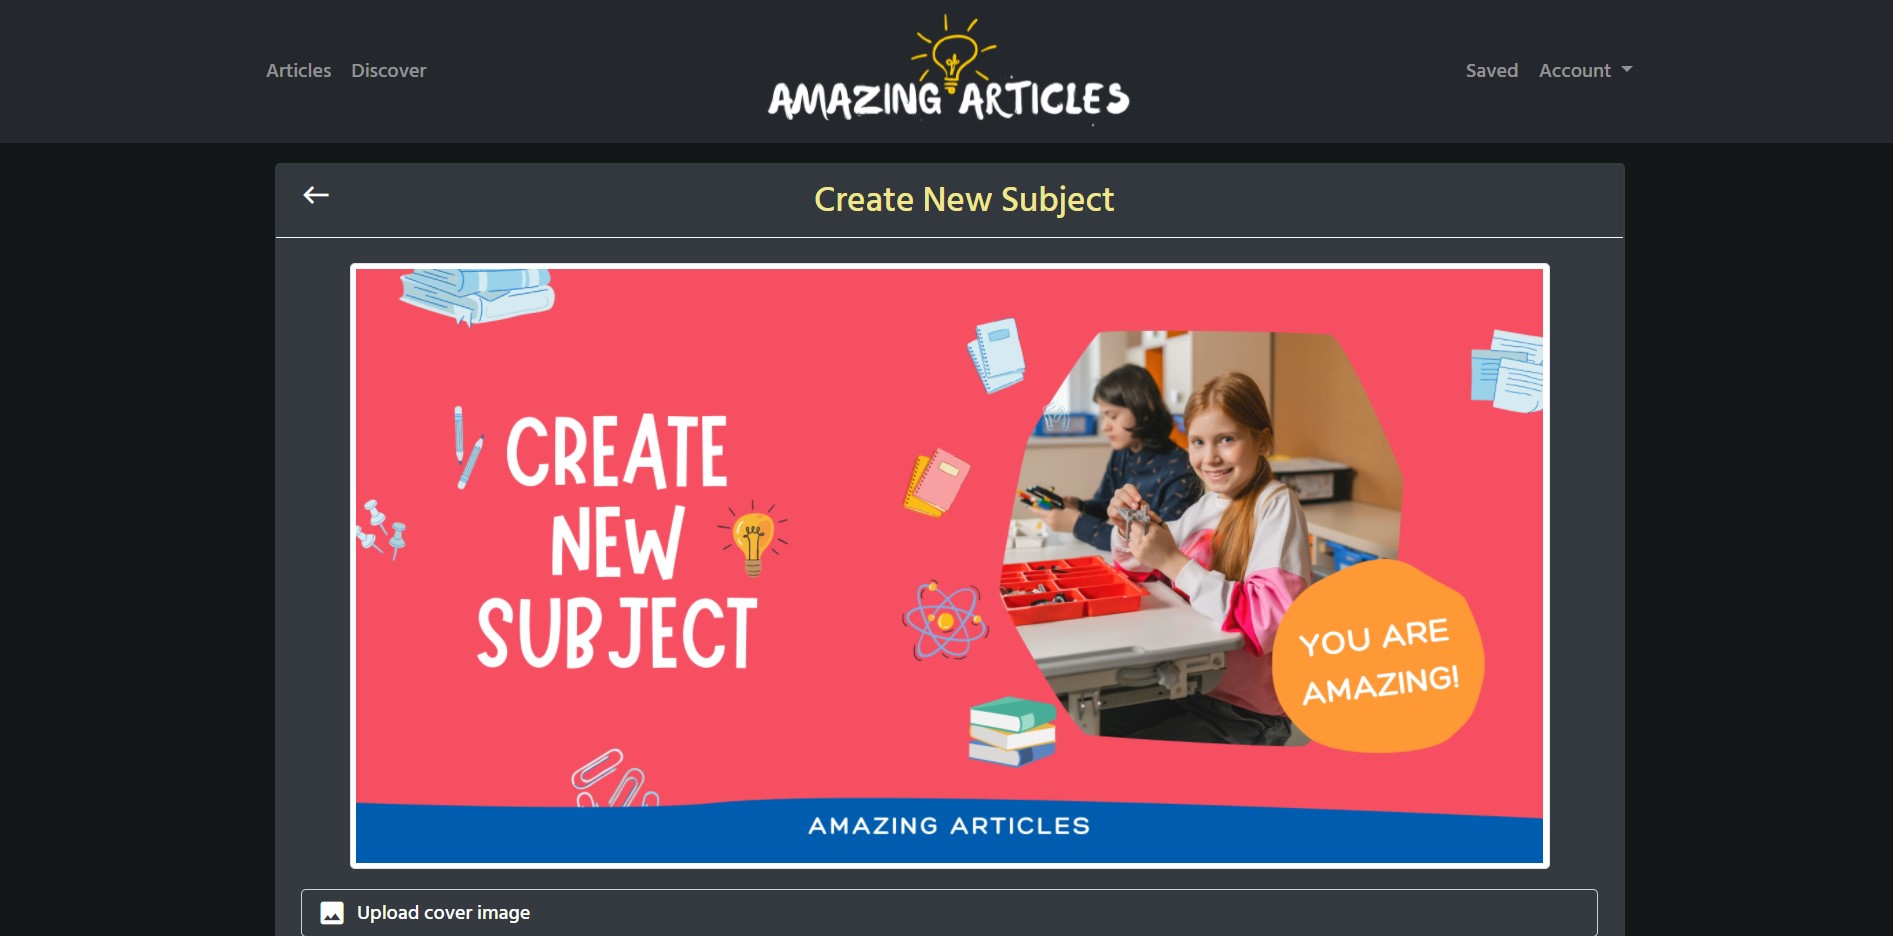 Articles Discover
AMAZING ARTICLES
Saved Account
Create New Subject
CREATE
NEW
SUBJECT
YOU ARE
AMAZING!
AMAZING ARTICLES
Upload cover image